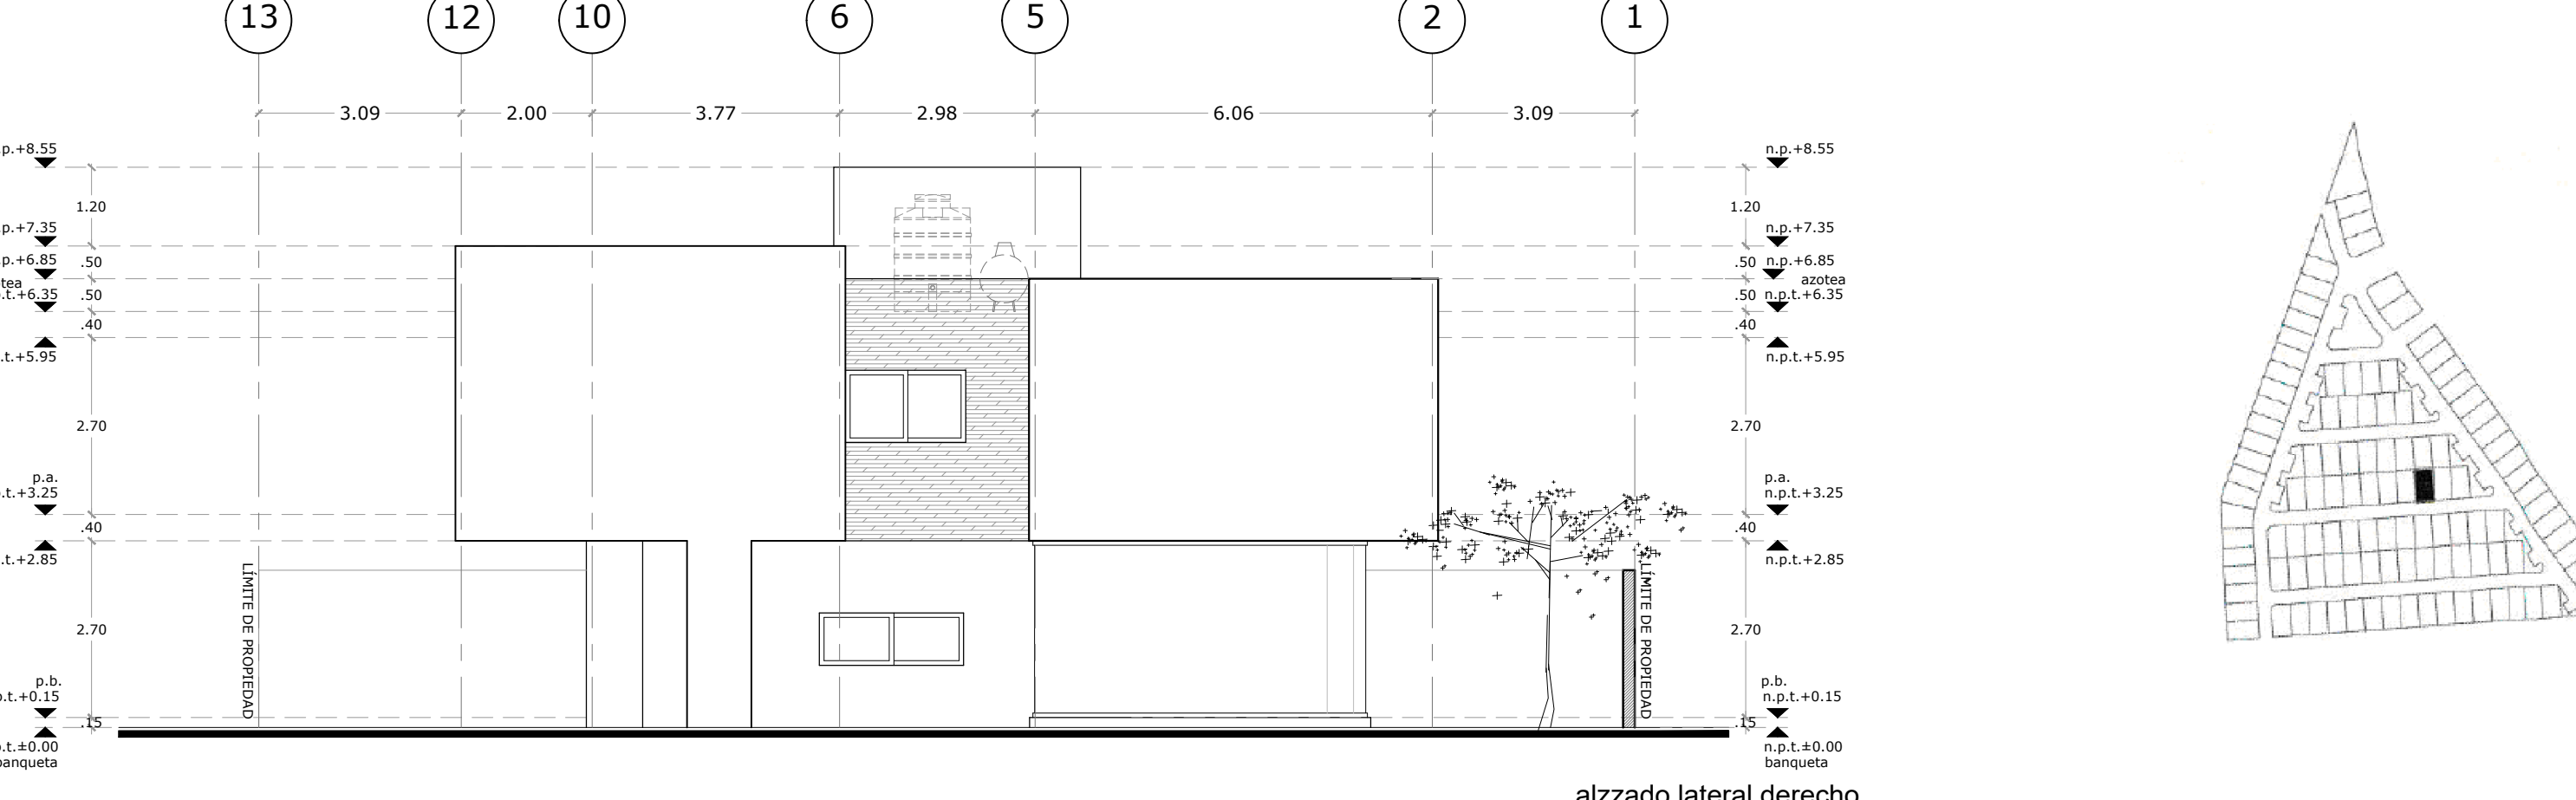 13 12 10 6 5 2 1
3.09 2.00 3.77 2.98 6.06 3.09
p.+8.55
1.20
p.+7.35
.50
p.+6.85
tea
.50
.t.+6.35
.40
.t.+5.95
2.70
p.a.
.t.+3.25
.40
.t.+2.85
2.70
p.b.
.t.+0.15
.15
.t.±0.00
banqueta
LÍMITE DE PROPIEDAD
LÍMITE DE PROPIEDAD
n.p.+8.55
1.20
n.p.+7.35
.50 n.p.+6.85
azotea
.50 n.p.t.+6.35
.40
n.p.t.+5.95
2.70
p.a.
n.p.t.+3.25
.40
n.p.t.+2.85
2.70
p.b.
n.p.t.+0.15
.15
n.p.t.±0.00
banqueta
alzzado lateral derecho